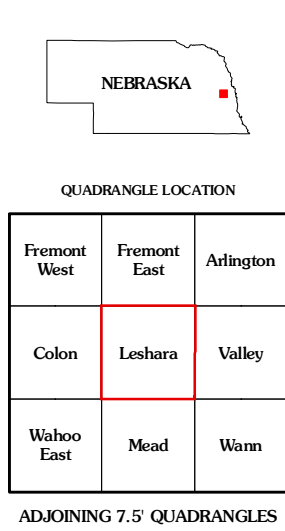 NEBRASKA
QUADRANGLE LOCATION
Fremont
West
Fremont
East
Arlington
Colon
Leshara
Valley
Wahoo
East
Mead
Wann
ADJOINING 7.5' QUADRANGLES